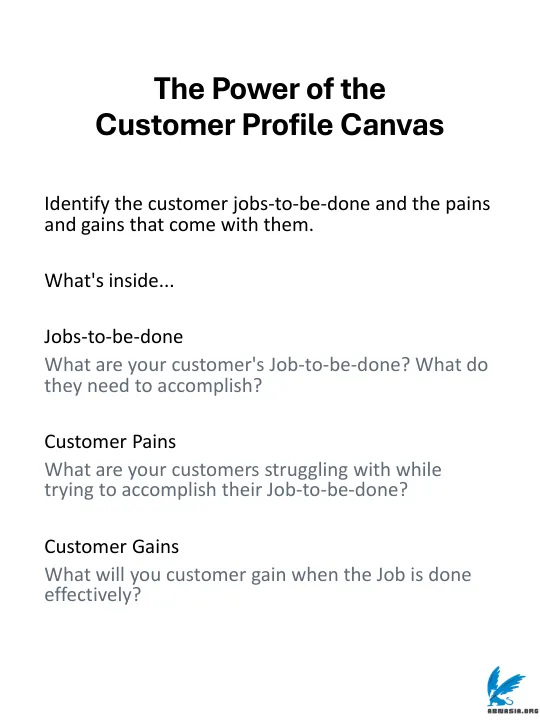 The Power of the
Customer Profile Canvas
Identify the customer jobs-to-be-done and the pains
and gains that come with them.
What's inside...
Jobs-to-be-done
What are your customer's Job-to-be-done? What do
they need to accomplish?
Customer Pains
What are your customers struggling with while
trying to accomplish their Job-to-be-done?
Customer Gains
What will you customer gain when the Job is done
effectively?
ABWASIA.ORG